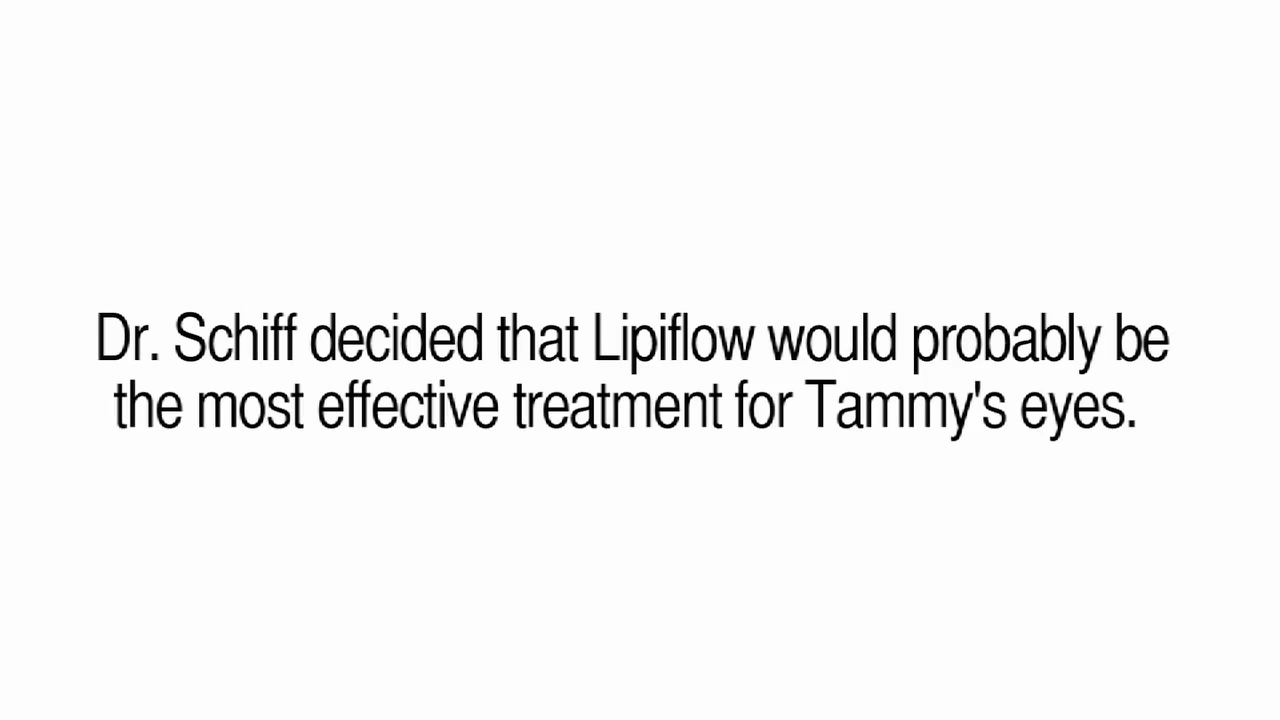 Dr. Schiff decided that Lipiflow would probably be
the most effective treatment for Tammy's eyes.